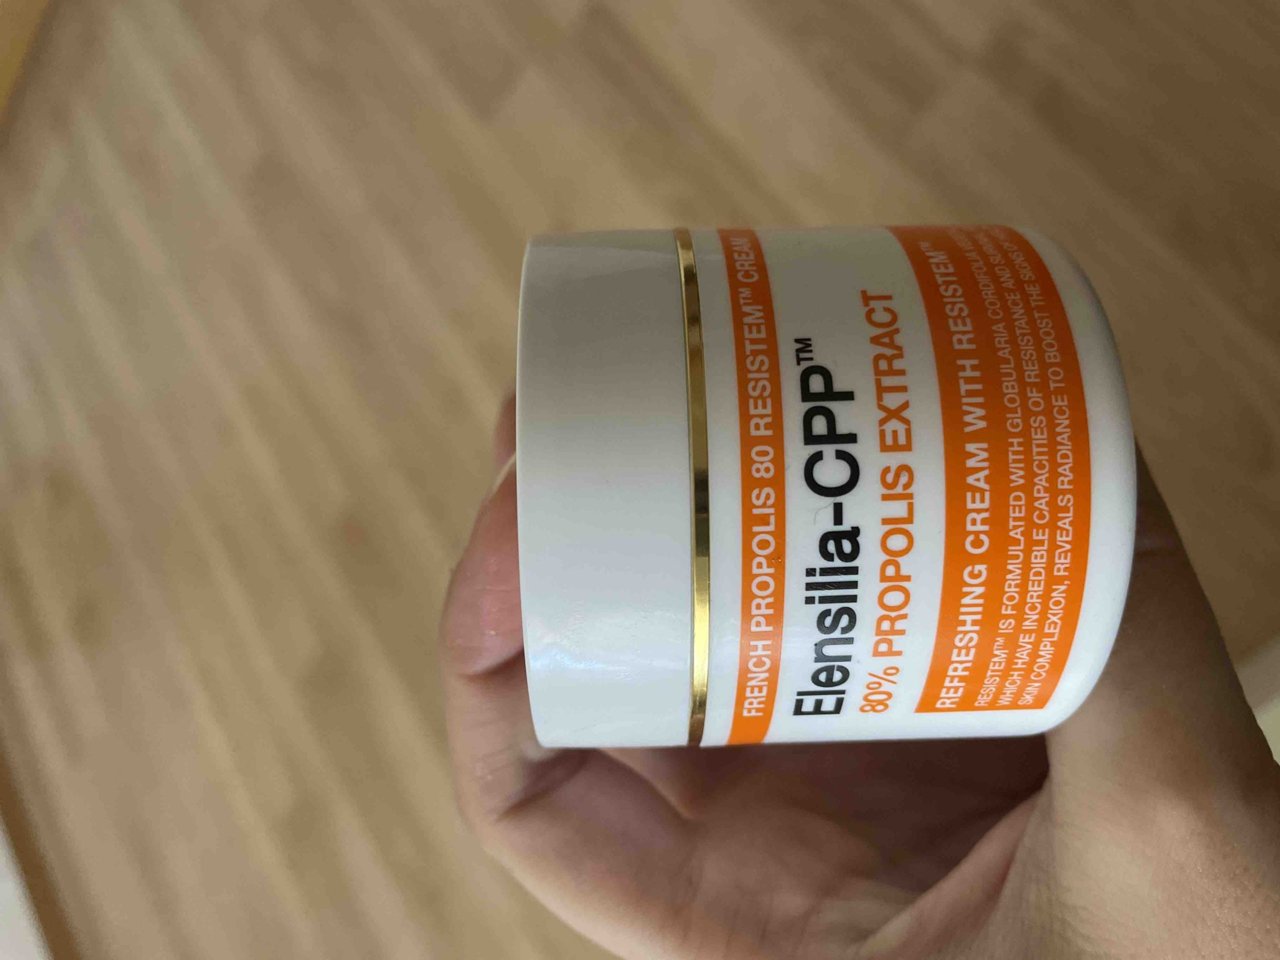 FRENCH PROPOLIS 80 RESISTEM™ CREAM
Elensilia-CPP™
80% PROPOLIS EXTRACT
REFRESHING CREAM WITH RESISTEM™
RESISTEM™ IS FORMULATED WITH GLOBULARIA CORDIFOLIA
WHICH HAVE INCREDIBLE CAPACITIES OF RESISTANCE AND
SKIN COMPLEXION, REVEALS RADIANCE TO BOOST THE SIGNS OF